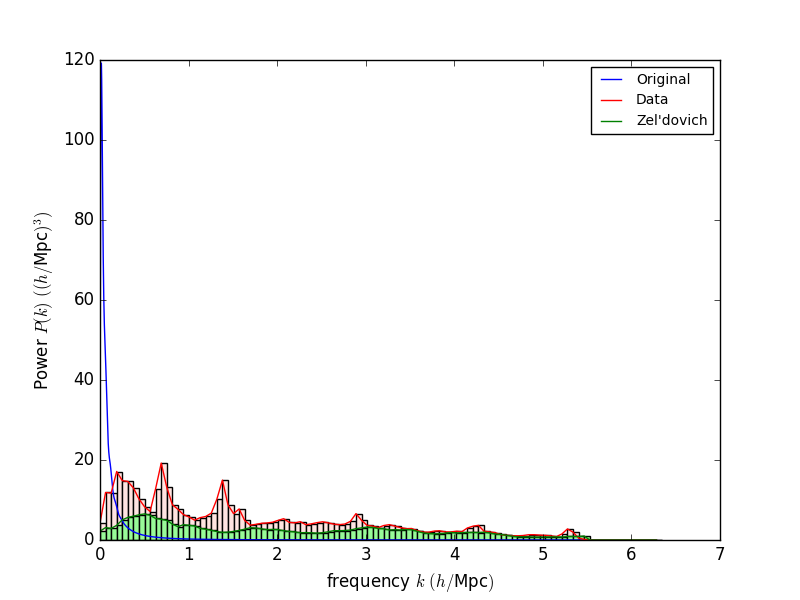 120
100
80
60
40
20
0
Power P(k) ((h/Mpc)³)
0 1 2 3 4 5 6 7
frequency k (h/Mpc)
Original
Data
Zel'dovich